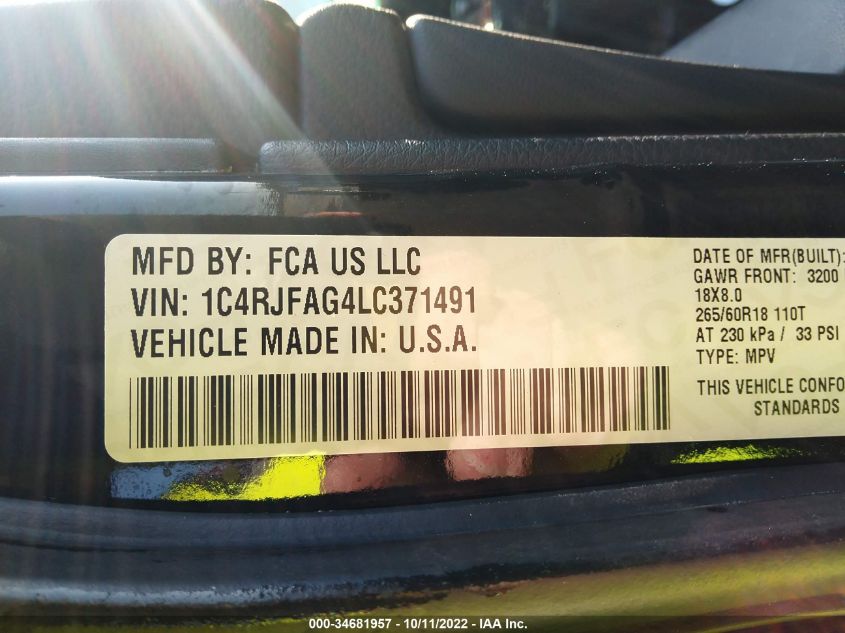 MFD BY: FCA US LLC
VIN: 1C4RJFAG4LC371491
VEHICLE MADE IN: U.S.A.
DATE OF MFR(BUILT):
GAWR FRONT: 3200
18X8.0
265/60R18 110T
AT 230 kPa / 33 PSI
TYPE: MPV
THIS VEHICLE
STANDARDS
000-34681957 - 10/11/2022 - IAA Inc.